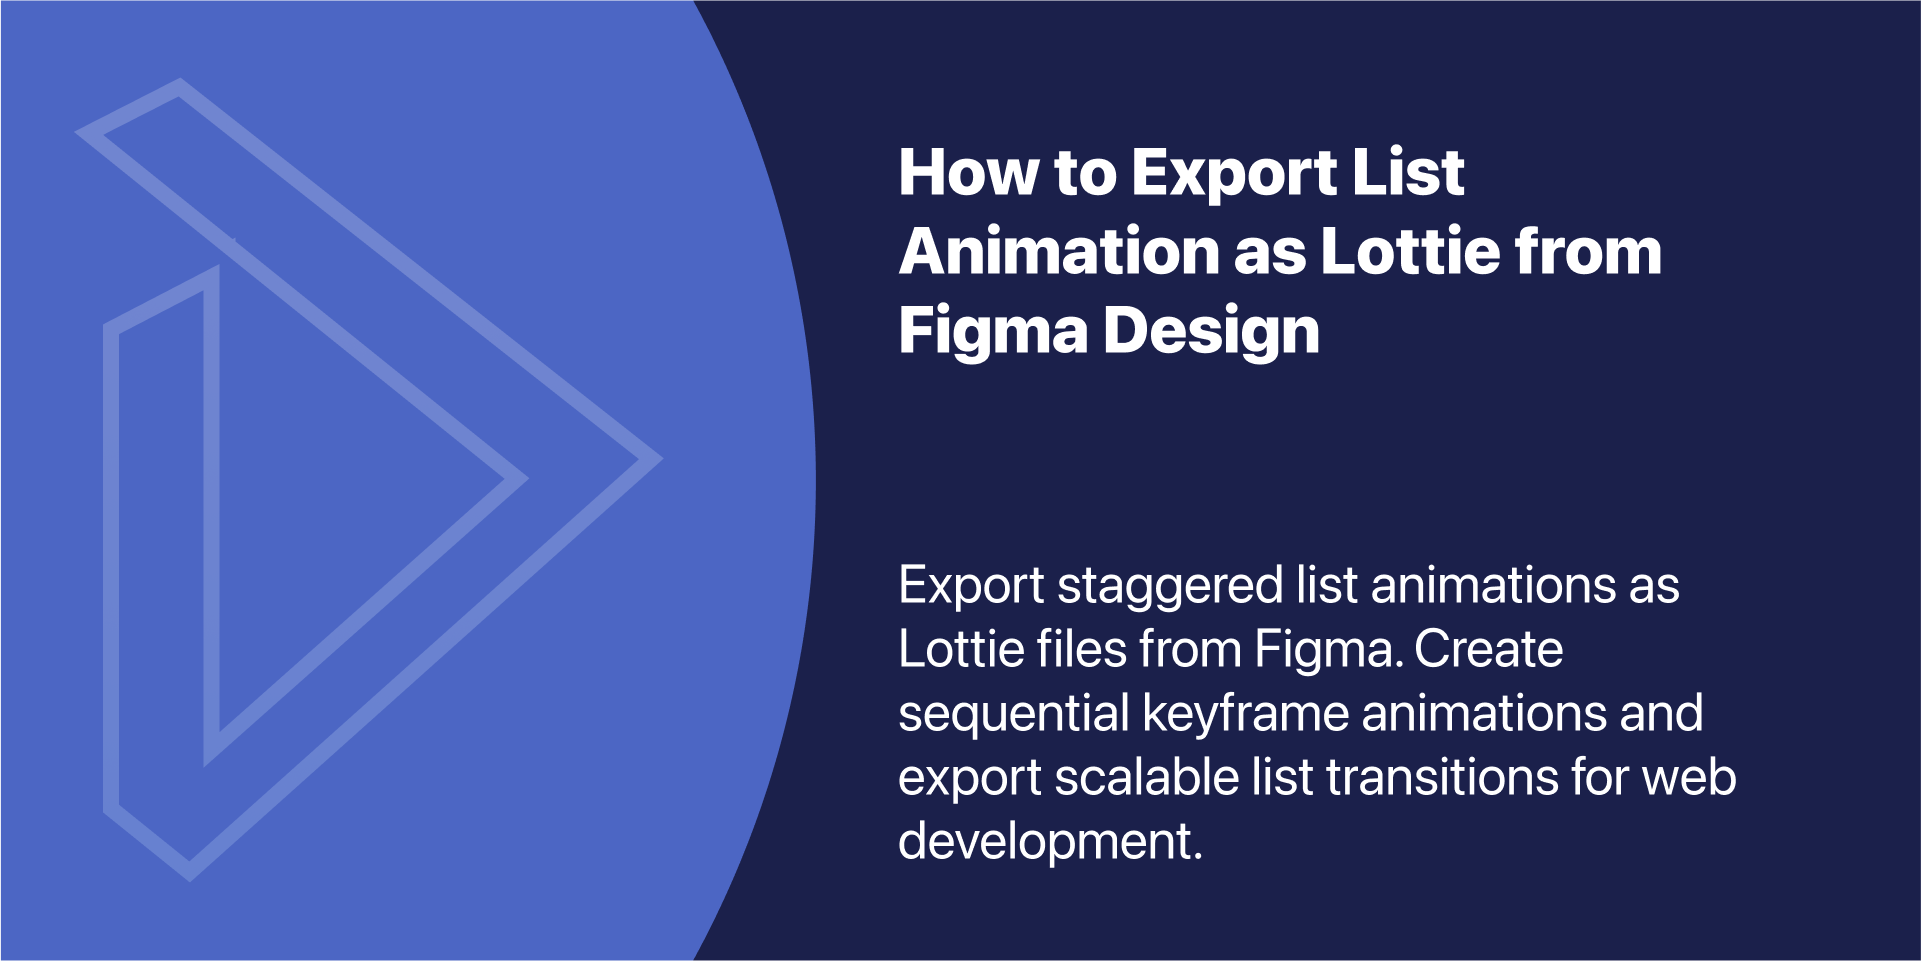 How to Export List
Animation as Lottie from
Figma Design
Export staggered list animations as
Lottie files from Figma. Create
sequential keyframe animations and
export scalable list transitions for web
development.